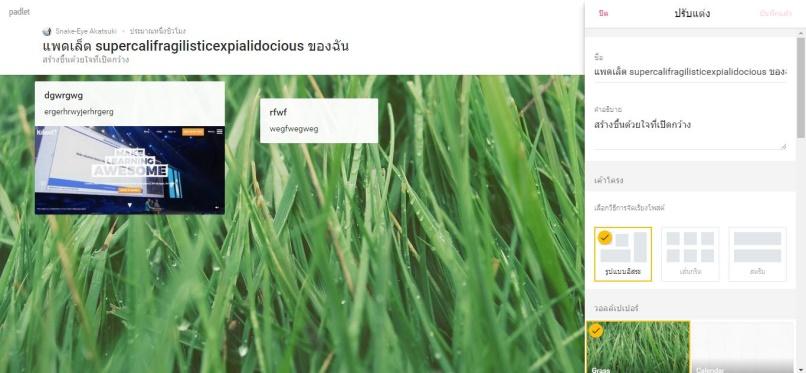 padlet
Snake-Eye Akatsuki • ประมาณหนึ่งชั่วโมง
แพดเล็ต supercalifragilisticexpialidocious ของฉัน
สร้างขึ้นด้วยใจที่เปิดกว้าง
dgwrgwg
ergerhrwyjerhrgerg
MAKE
LEARNING
AWESOME
rfwf
wegfwegweg
ปิด
ปรับแต่ง
บันทึกแล้ว
ชื่อ
แพดเล็ต supercalifragilisticexpialidocious ของ
คำอธิบาย
สร้างขึ้นด้วยใจที่เปิดกว้าง
เค้าโครง
เลือกวิธีการจัดเรียงโพสต์
รูปแบบอิสระ
เส้นกริด
สตรีม
วอลล์เปเปอร์
Grass
Calendar